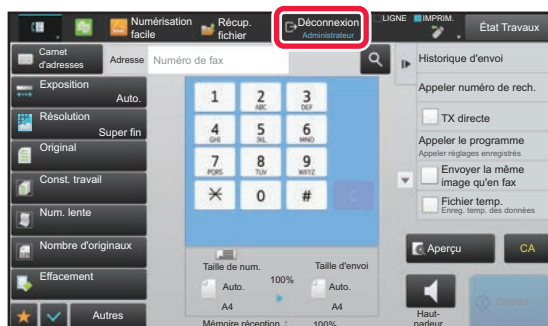 Numérisation facile
Récup. fichier
Déconnexion
Administrateur
LIGNE
IMPRIM.
État Travaux
Carnet d'adresses
Adresse
Numéro de fax
Exposition
Auto.
Résolution
Super fin
Original
Const. travail
Num. lente
Nombre d'originaux
Effacement
Autres
1
2 ABC
3 DEF
4 GHI
5 JKL
6 MNO
7 PQRS
8 TUV
9 WXYZ
0
#
C
Taille de num.
100%
Taille d'envoi
Auto.
Auto.
A4
A4
Mémoire réception :
100%
Historique d'envoi
Appeler numéro de rech.
TX directe
Appeler le programme
Appeler réglages enregistrés
Envoyer la même image qu'en fax
Fichier temp.
Enreg. temp. des données
Aperçu
CA
Haut-parleur
Départ